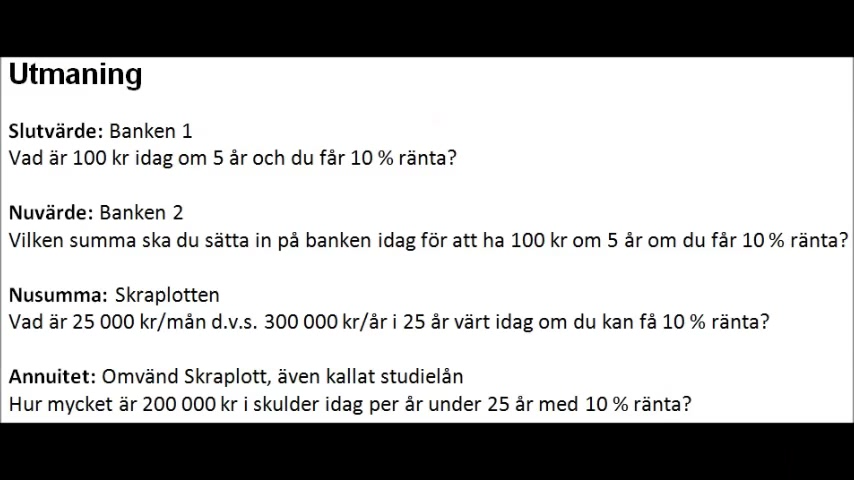 Utmaning
Slutvärde: Banken 1
Vad är 100 kr idag om 5 år och du får 10 % ränta?
Nuvärde: Banken 2
Vilken summa ska du sätta in på banken idag för att ha 100 kr om 5 år om du får 10 % ränta?
Nusumma: Skraplotten
Vad är 25 000 kr/mån d.v.s. 300 000 kr/år i 25 år värt idag om du kan få 10 % ränta?
Annuitet: Omvänd Skraplott, även kallat studielån
Hur mycket är 200 000 kr i skulder idag per år under 25 år med 10 % ränta?